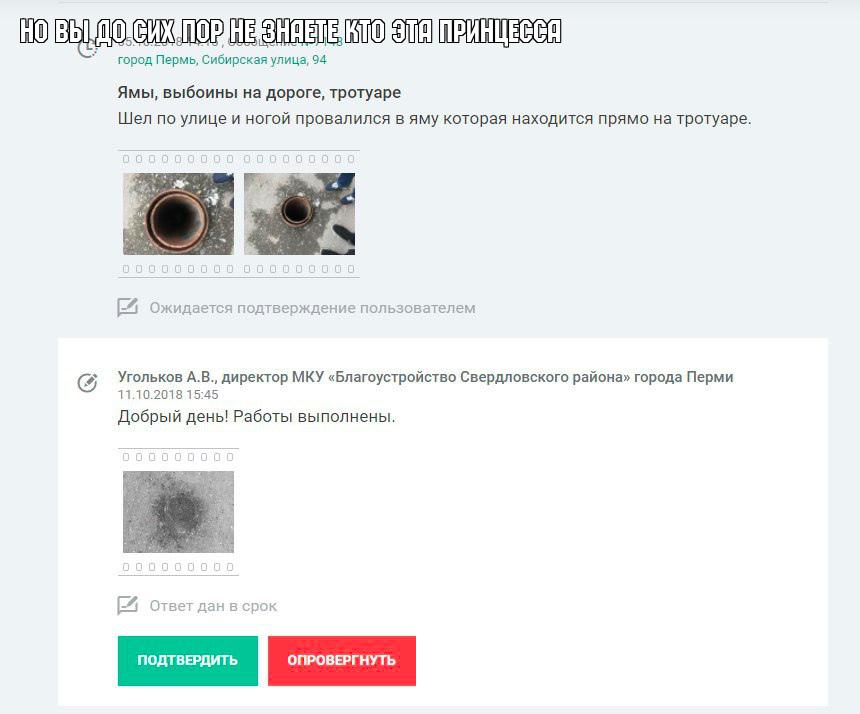 НО ВЫ ДО СИХ ПОР НЕ ЗНАЕТЕ КТО ЭТА ПРИНЦЕССА
город Пермь, Сибирская улица, 94
Ямы, выбоины на дороге, тротуаре
Шел по улице и ногой провалился в яму которая находится прямо на тротуаре.
Ожидается подтверждение пользователем
Угольков А.В., директор МКУ «Благоустройство Свердловского района» города Перми
11.10.2018 15:45
Добрый день! Работы выполнены.
Ответ дан в срок
ПОДТВЕРДИТЬ ОПРОВЕРГНУТЬ